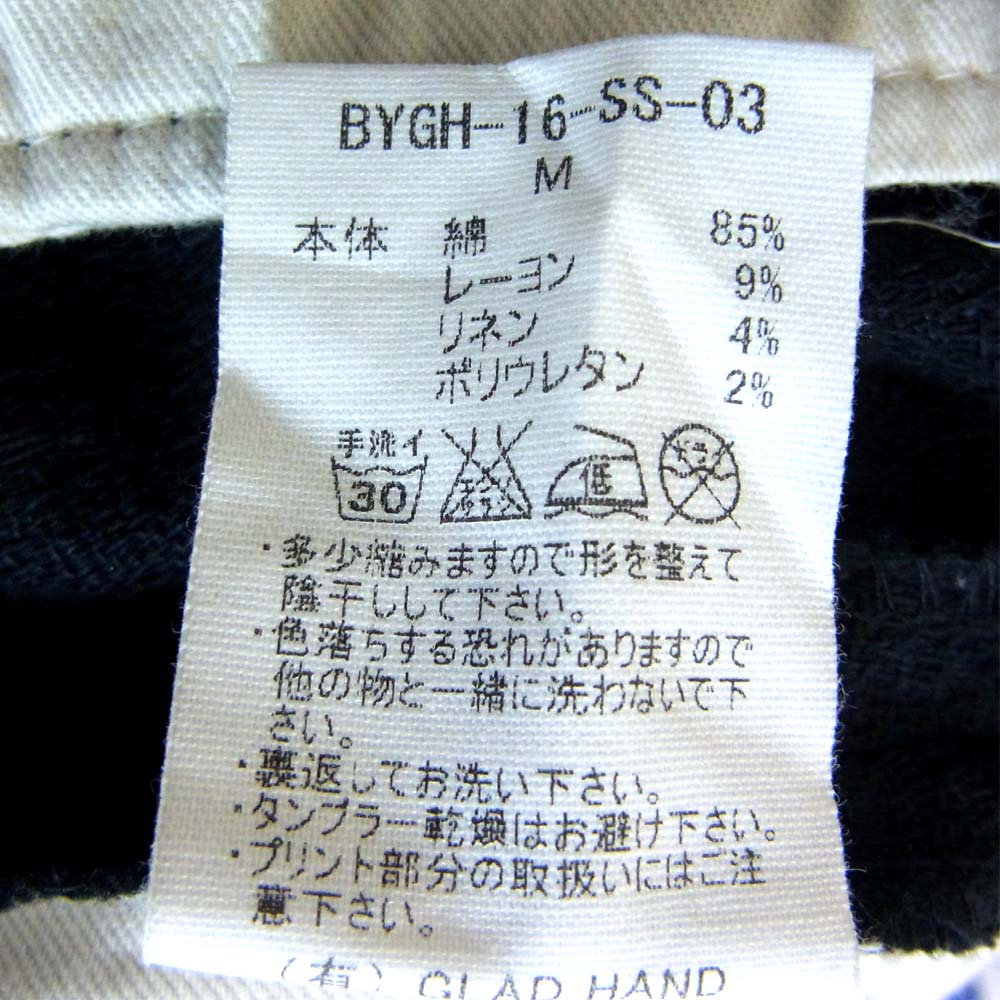 BYGH-16-SS-03
M
本体 綿 85%
レーヨン 9%
リネン 4%
ポリウレタン 2%
手洗イ
30
低
・多少縮みますので形を整えて
陰干しして下さい。
・色落ちする恐れがありますので
他の物と一緒に洗わないで下
さい。
・裏返してお洗い下さい。
・タンブラー乾燥はお避け下さい。
・プリント部分の取扱いにはご注
意下さい。
(有) GLAD HAND